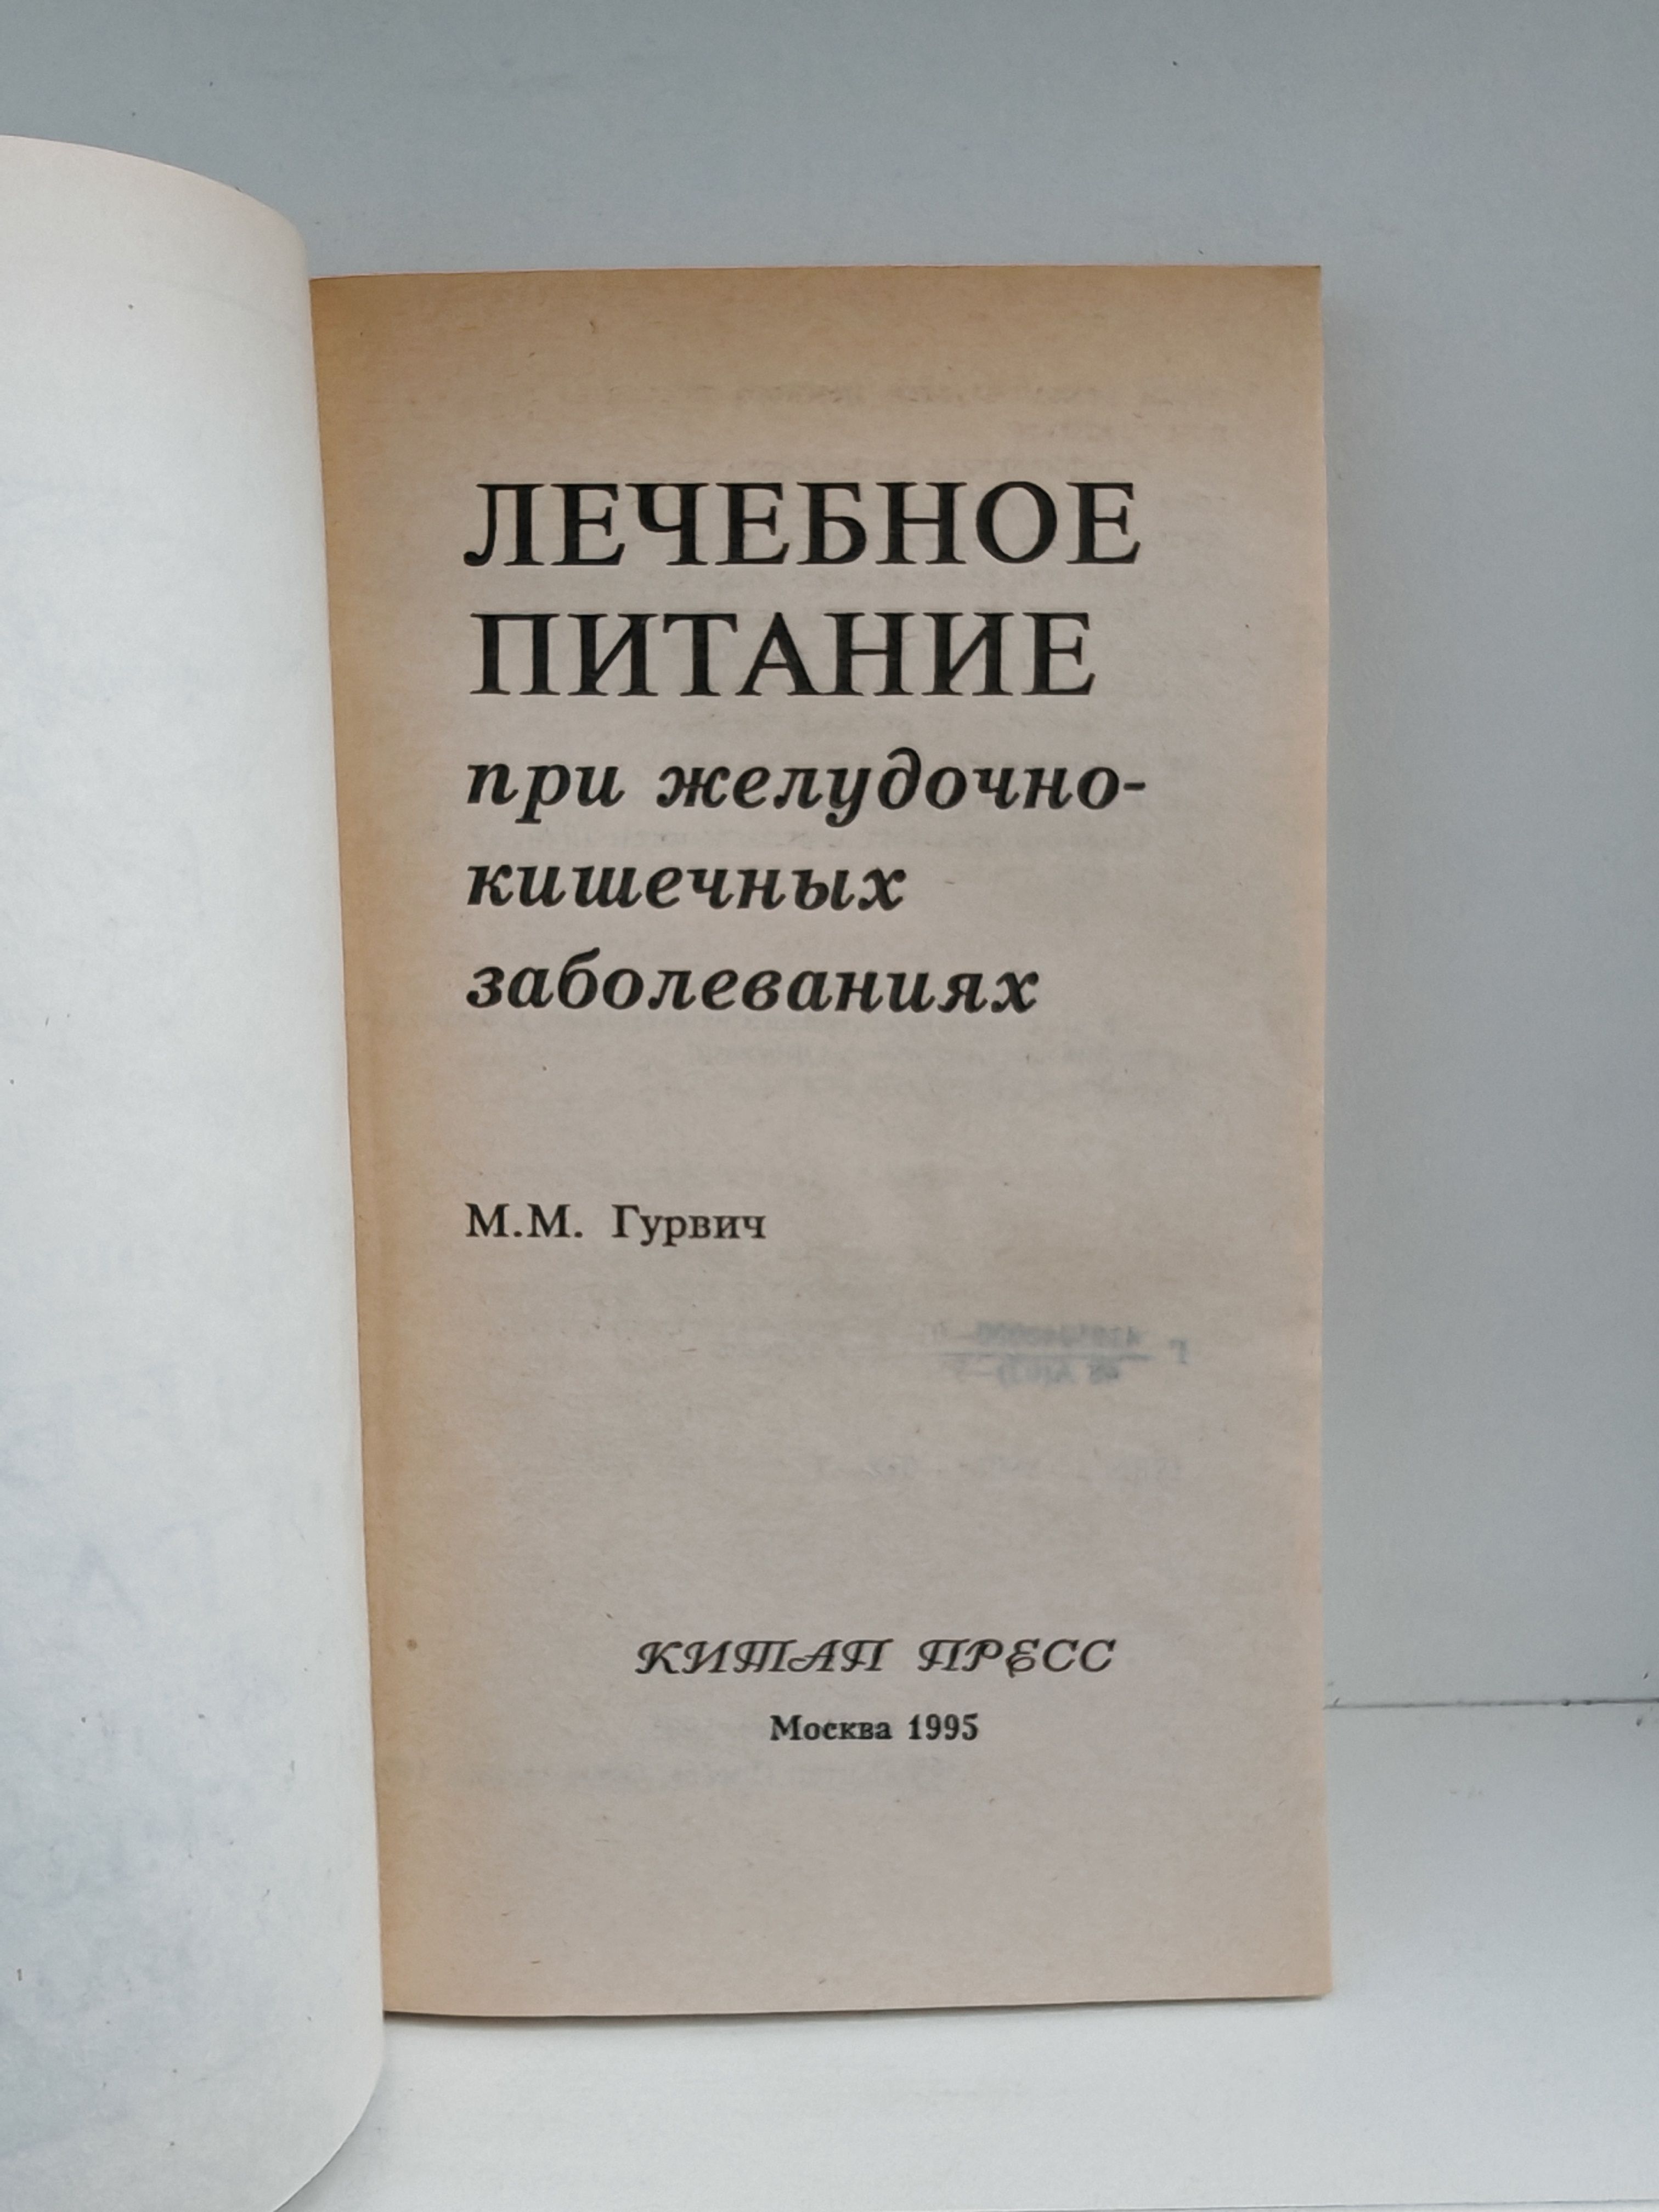 ЛЕЧЕБНОЕ
ПИТАНИЕ
при желудочно-
кишечных
заболеваниях
М.М. Гурвич
КИТАП ПРЕСС
Москва 1995